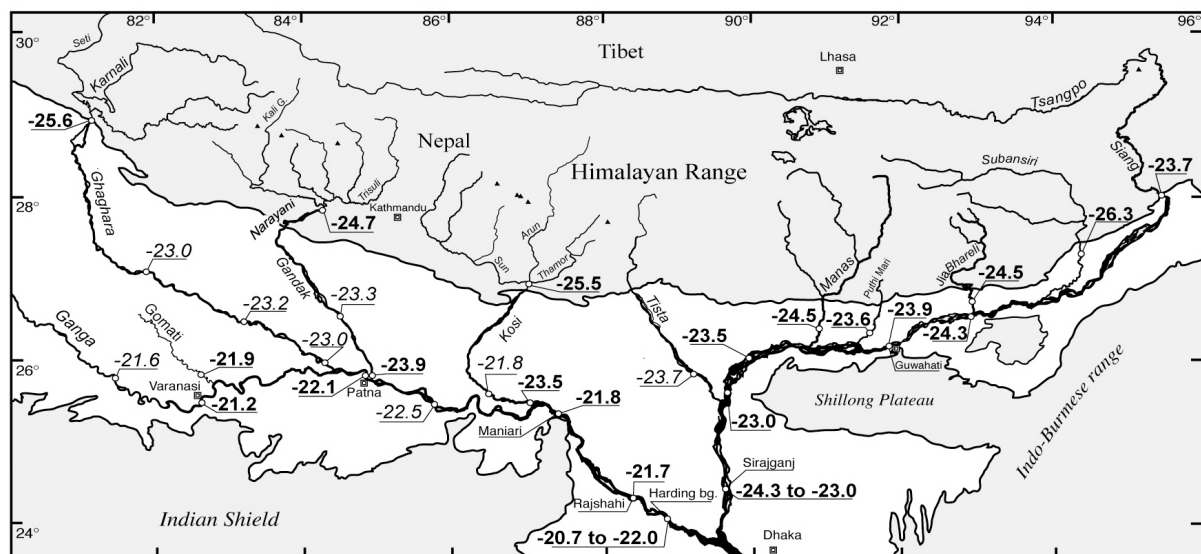 82°
84°
86°
88°
90°
92°
94°
96°
30°
30°
Seti
Tibet
Lhasa
Karnali
Tsangpo
Kali G.
-25.6
Nepal
Siang
Subansiri
Himalayan Range
-23.7
Trisuli
28°
28°
Ghaghara
Narayani
Kathmandu
-24.7
Arun
-26.3
Sun
Thamor
Manas
Puthi Mari
JiaBhareli
-23.0
Gandak
-25.5
-24.5
-23.2
-23.3
Kosi
Tista
-24.5
-23.6
-23.9
-24.3
Ganga
Gomati
-23.0
-23.5
Guwahati
26°
26°
-21.6
-21.9
-23.9
-21.8
-23.7
Varanasi
-22.1
Patna
-23.5
Shillong Plateau
-21.2
-22.5
-21.8
-23.0
Maniari
Indo-Burmese range
Sirajganj
-21.7
Harding bg.
-24.3 to -23.0
Rajshahi
Indian Shield
24°
24°
-20.7 to -22.0
Dhaka